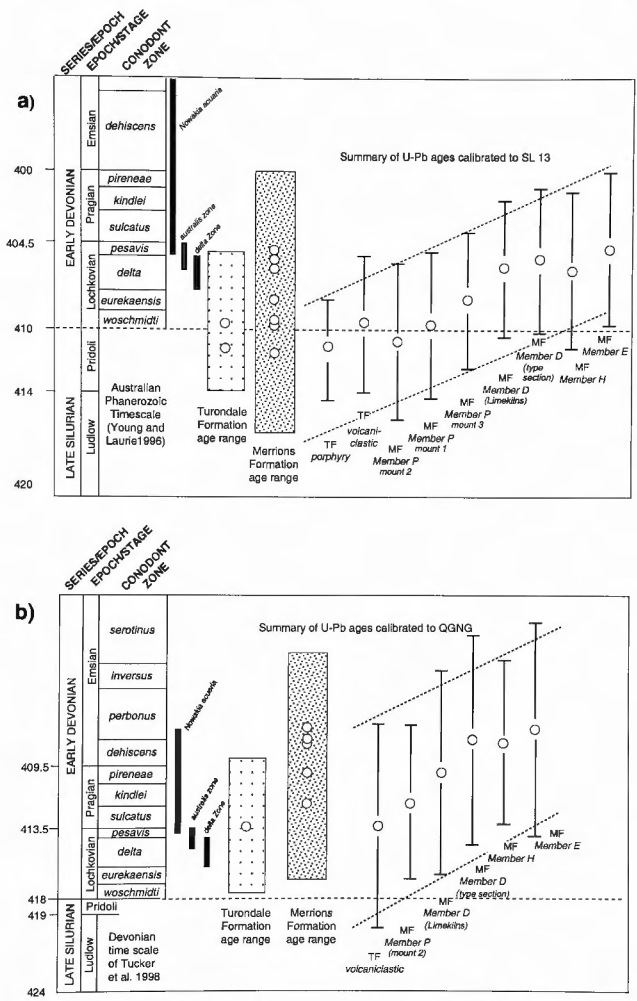 SERIES/EPOCH
EPOCH/STAGE
CONODONT
ZONE
a)
400
404.5
410
414
420
EARLY DEVONIAN
LATE SILURIAN
Emsian
Pragian
Lochkovian
Pridoli
Ludlow
dehiscens
pireneae
kindlei
sulcatus
pesavis
delta
eurekaensis
woschmidti
Australian
Phanerozoic
Timescale
(Young and
Laurie1996)
Nowakia acuaria
australis zone
delta Zone
Turondale
Formation
age range
Merrions
Formation
age range
Summary of U-Pb ages calibrated to SL 13
TF
porphyry
TF
volcani-
clastic
MF
Member P
mount 2
MF
Member P
mount 1
MF
Member P
mount 3
MF
Member D
(Limekilns)
MF
Member D
(type
section)
MF
Member H
MF
Member E
SERIES/EPOCH
EPOCH/STAGE
CONODONT
ZONE
b)
409.5
413.5
418
419
424
EARLY DEVONIAN
LATE SILURIAN
Emsian
Pragian
Lochkovian
Pridoli
Ludlow
serotinus
inversus
perbonus
dehiscens
pireneae
kindlei
sulcatus
pesavis
delta
eurekaensis
woschmidti
Devonian
time scale
of Tucker
et al. 1998
Nowakia acuaria
australis zone
delta Zone
Turondale
Formation
age range
Merrions
Formation
age range
Summary of U-Pb ages calibrated to QGNG
TF
volcaniclastic
MF
Member P
(mount 2)
MF
Member D
(Limekilns)
MF
Member D
(type section)
MF
Member H
MF
Member E